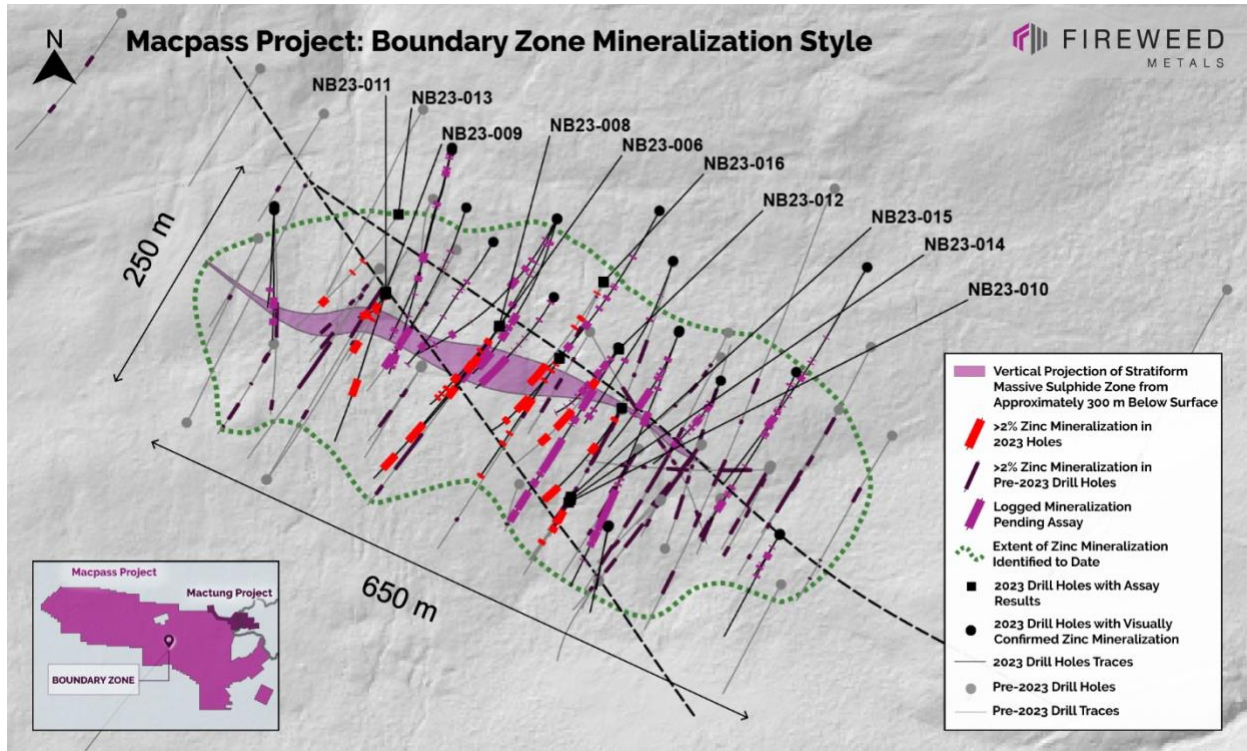 N
Macpass Project: Boundary Zone Mineralization Style
FIREWEED
METALS
NB23-011
NB23-013
NB23-009
NB23-008
NB23-006
NB23-016
NB23-012
NB23-015
NB23-014
NB23-010
250 m
650 m
Vertical Projection of Stratiform
Massive Sulphide Zone from
Approximately 300 m Below Surface
>2% Zinc Mineralization in
2023 Holes
>2% Zinc Mineralization in
Pre-2023 Drill Holes
Logged Mineralization
Pending Assay
Extent of Zinc Mineralization
Identified to Date
2023 Drill Holes with Assay
Results
2023 Drill Holes with Visually
Confirmed Zinc Mineralization
2023 Drill Holes Traces
Pre-2023 Drill Holes
Pre-2023 Drill Traces
Macpass Project
Mactung Project
BOUNDARY ZONE